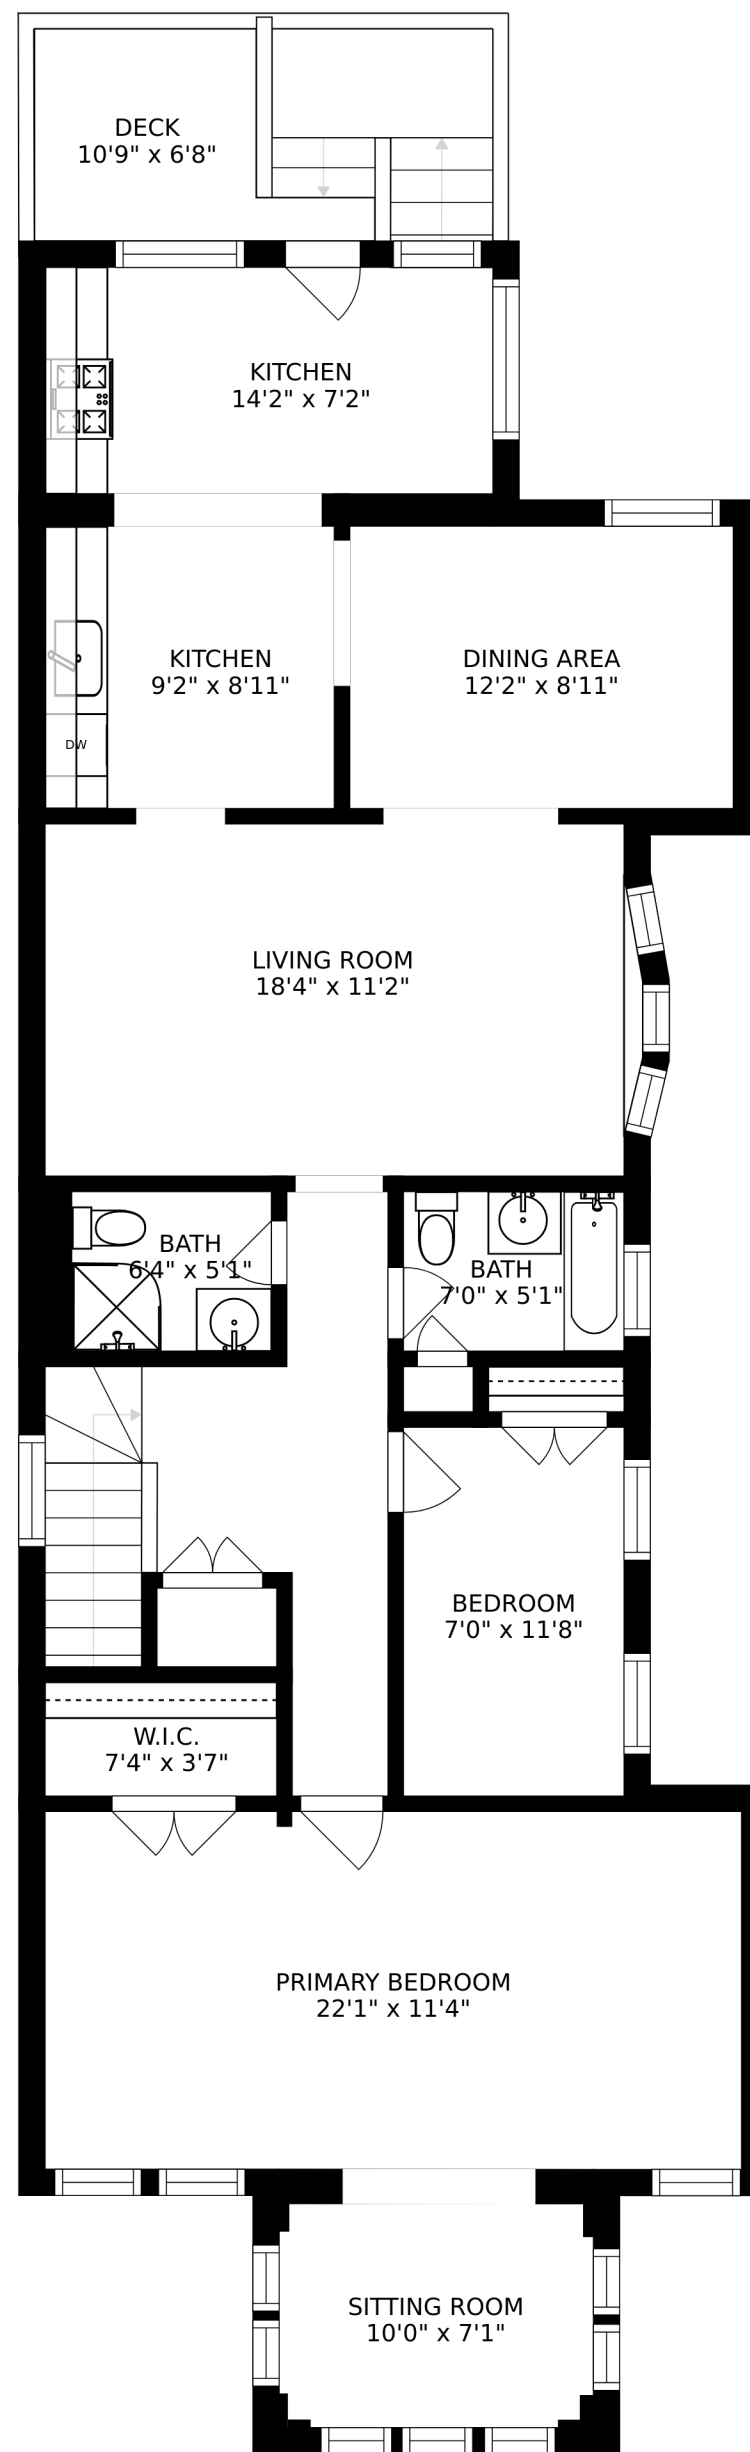 DECK
10'9" x 6'8"
KITCHEN
14'2" x 7'2"
KITCHEN
9'2" x 8'11"
DINING AREA
12'2" x 8'11"
DW
LIVING ROOM
18'4" x 11'2"
BATH
6'4" x 5'1"
BATH
7'0" x 5'1"
BEDROOM
7'0" x 11'8"
W.I.C.
7'4" x 3'7"
PRIMARY BEDROOM
22'1" x 11'4"
SITTING ROOM
10'0" x 7'1"